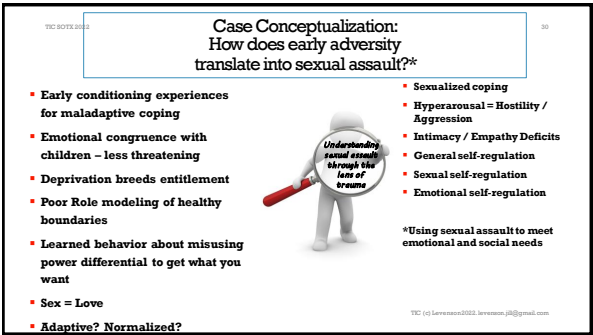 TIC SOTX 2022
30
Case Conceptualization:
How does early adversity
translate into sexual assault?*
▪ Early conditioning experiences
for maladaptive coping
▪ Emotional congruence with
children – less threatening
▪ Deprivation breeds entitlement
▪ Poor Role modeling of healthy
boundaries
▪ Learned behavior about misusing
power differential to get what you
want
▪ Sex = Love
▪ Adaptive? Normalized?
Understanding
sexual assault
through the
lens of
trauma
▪ Sexualized coping
▪ Hyperarousal = Hostility /
Aggression
▪ Intimacy / Empathy Deficits
▪ General self-regulation
▪ Sexual self-regulation
▪ Emotional self-regulation
*Using sexual assault to meet
emotional and social needs
TIC (c) Levenson2022. levenson.jill@gmail.com